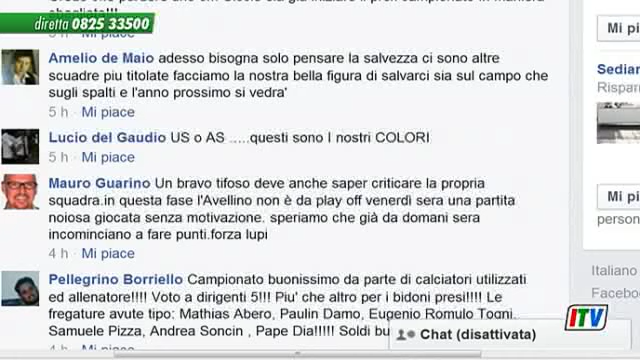 diretta 0825 33500
Mi piace
Amelio de Maio adesso bisogna solo pensare la salvezza ci sono altre
scuadre piu titolate facciamo la nostra bella figura di salvarci sia sul campo che
sugli spalti e l'anno prossimo si vedra'
5 h · Mi piace
Lucio del Gaudio US o AS .....questi sono I nostri COLORI
5 h · Mi piace
Mauro Guarino Un bravo tifoso deve anche saper criticare la propria
squadra.in questa fase l'Avellino non è da play off venerdì sera una partita
noiosa giocata senza motivazione. speriamo che già da domani sera
incominciano a fare punti.forza lupi
4 h · Mi piace
Pellegrino Borriello Campionato buonissimo da parte di calciatori utilizzati
ed allenatore!!!! Voto a dirigenti 5!!! Piu' che altro per i bidoni presi!!!! Le
fregature avute tipo: Mathias Abero, Paulin Damo, Eugenio Romulo Togni,
Samuele Pizza, Andrea Soncin , Pape Dia!!!!! Soldi bu
Mi pi
Sedian
Rispar
Mi pi
person
Italiano
Facebo
Chat (disattivata)
ITV